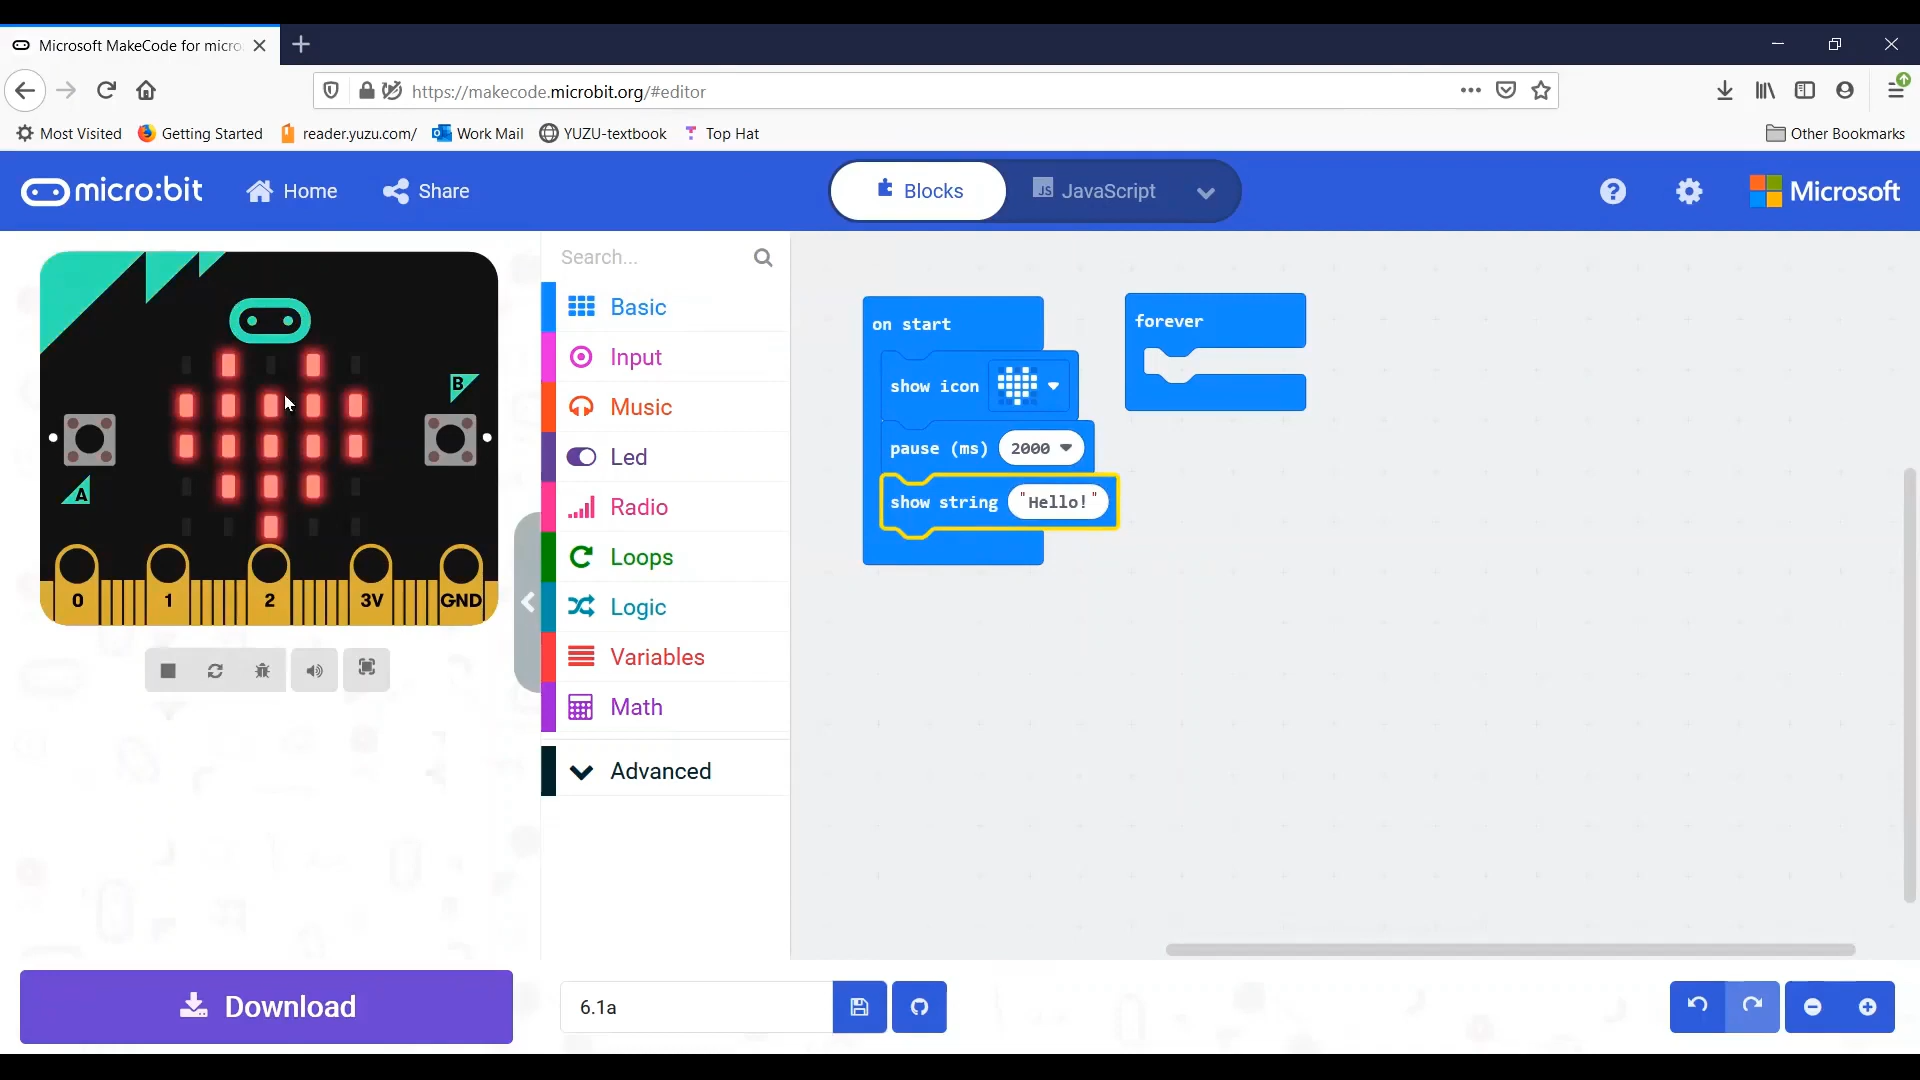 Microsoft MakeCode for micro:
https://makecode.microbit.org/#editor
Most Visited
Getting Started
reader.yuzu.com/
Work Mail
YUZU-textbook
Top Hat
Other Bookmarks
micro:bit
Home
Share
Blocks
JS
JavaScript
?
Microsoft
Search...
Basic
Input
Music
Led
Radio
Loops
Logic
Variables
Math
Advanced
on start
show icon
pause (ms) 2000
show string "Hello!"
forever
B
A
0 1 2 3V GND
Download
6.1a